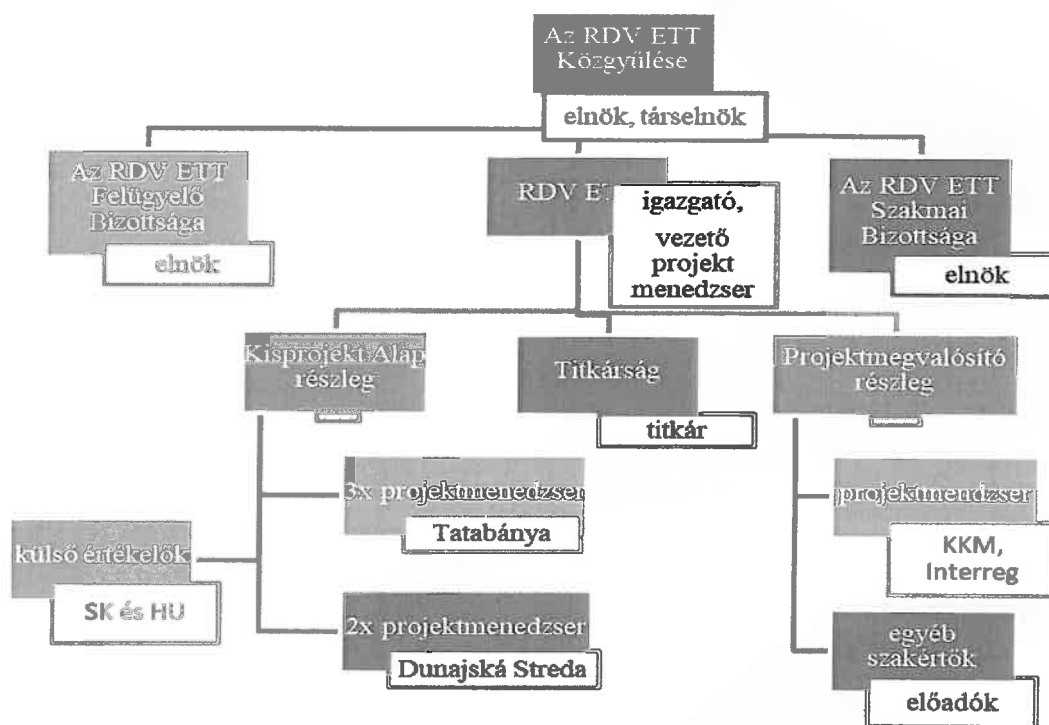 Az RDV ETT
Közgyűlése
elnök, társelnök
Az RDV ETT
Felügyelő
Bizottsága
elnök
RDV
igazgató,
vezető
projekt
menedzser
Az RDV ETT
Szakmai
Bizottsága
elnök
Kisprojekt Alap
részleg
Titkárság
titkár
Projektmegvalósító
részleg
3x projektmenedzser
Tatabánya
projektmendzser
KKM,
Interreg
külső értékelők
SK és HU
2x projektmenedzser
Dunajská Streda
egyéb
szakértők
előadók